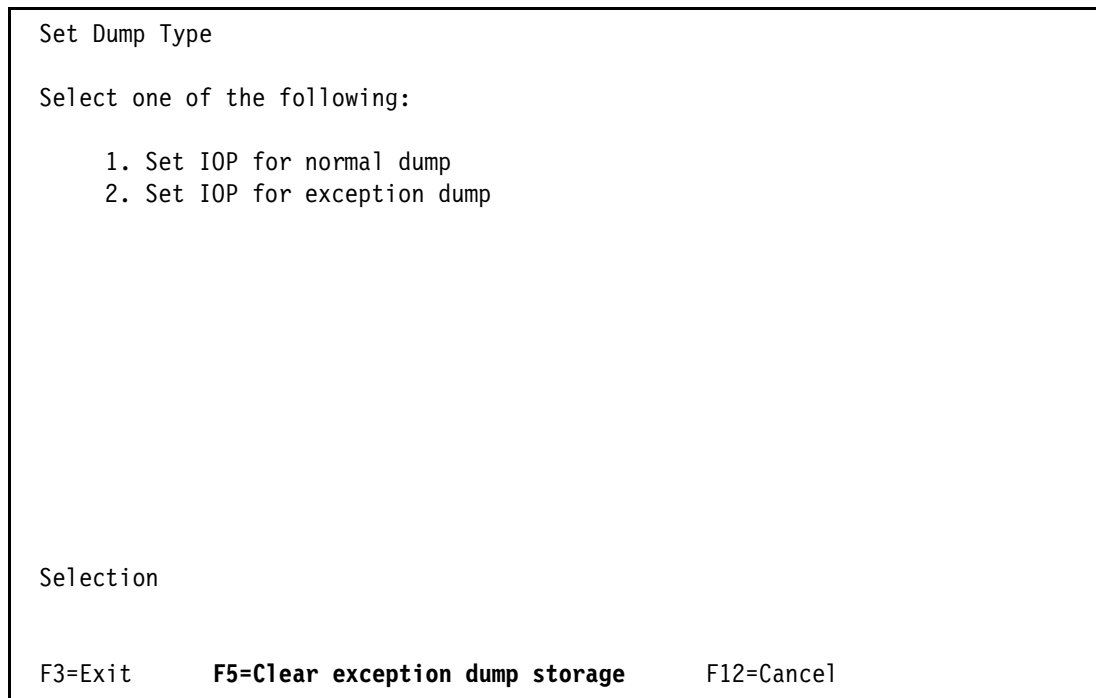 Set Dump Type
Select one of the following:
1. Set IOP for normal dump
2. Set IOP for exception dump
Selection
F3=Exit F5=Clear exception dump storage F12=Cancel